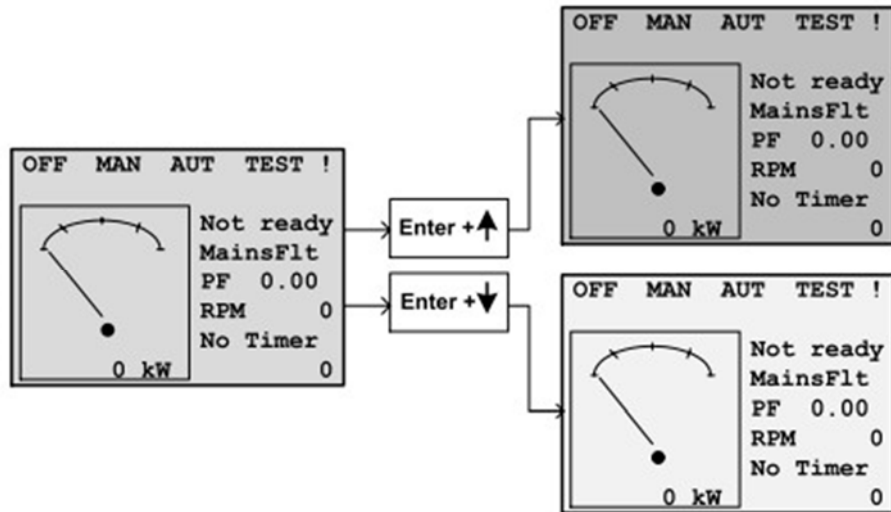 OFF MAN AUT TEST !
Not ready
MainsFlt
PF 0.00
RPM 0
No Timer
0 kW 0
Enter +
Enter +
OFF MAN AUT TEST !
Not ready
MainsFlt
PF 0.00
RPM 0
No Timer
0 kW 0
OFF MAN AUT TEST !
Not ready
MainsFlt
PF 0.00
RPM 0
No Timer
0 kW 0